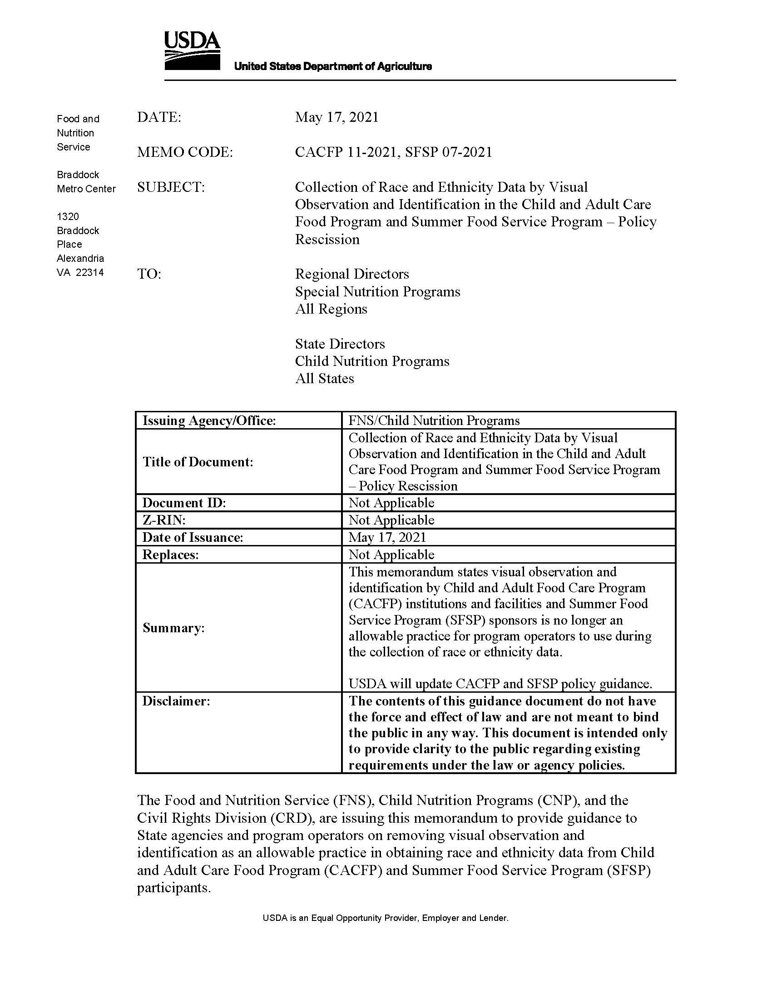 USDA
United States Department of Agriculture
Food and
Nutrition
Service
Braddock
Metro Center
1320
Braddock
Place
Alexandria
VA 22314
DATE: May 17, 2021
MEMO CODE: CACFP 11-2021, SFSP 07-2021
SUBJECT: Collection of Race and Ethnicity Data by Visual
Observation and Identification in the Child and Adult Care
Food Program and Summer Food Service Program – Policy
Rescission
TO: Regional Directors
Special Nutrition Programs
All Regions
State Directors
Child Nutrition Programs
All States
Issuing Agency/Office: FNS/Child Nutrition Programs
Title of Document: Collection of Race and Ethnicity Data by Visual
Observation and Identification in the Child and Adult
Care Food Program and Summer Food Service Program
– Policy Rescission
Document ID: Not Applicable
Z-RIN: Not Applicable
Date of Issuance: May 17, 2021
Replaces: Not Applicable
Summary: This memorandum states visual observation and
identification by Child and Adult Food Care Program
(CACFP) institutions and facilities and Summer Food
Service Program (SFSP) sponsors is no longer an
allowable practice for program operators to use during
the collection of race or ethnicity data.
USDA will update CACFP and SFSP policy guidance.
Disclaimer: The contents of this guidance document do not have
the force and effect of law and are not meant to bind
the public in any way. This document is intended only
to provide clarity to the public regarding existing
requirements under the law or agency policies.
The Food and Nutrition Service (FNS), Child Nutrition Programs (CNP), and the
Civil Rights Division (CRD), are issuing this memorandum to provide guidance to
State agencies and program operators on removing visual observation and
identification as an allowable practice in obtaining race and ethnicity data from Child
and Adult Care Food Program (CACFP) and Summer Food Service Program (SFSP)
participants.
USDA is an Equal Opportunity Provider, Employer and Lender.